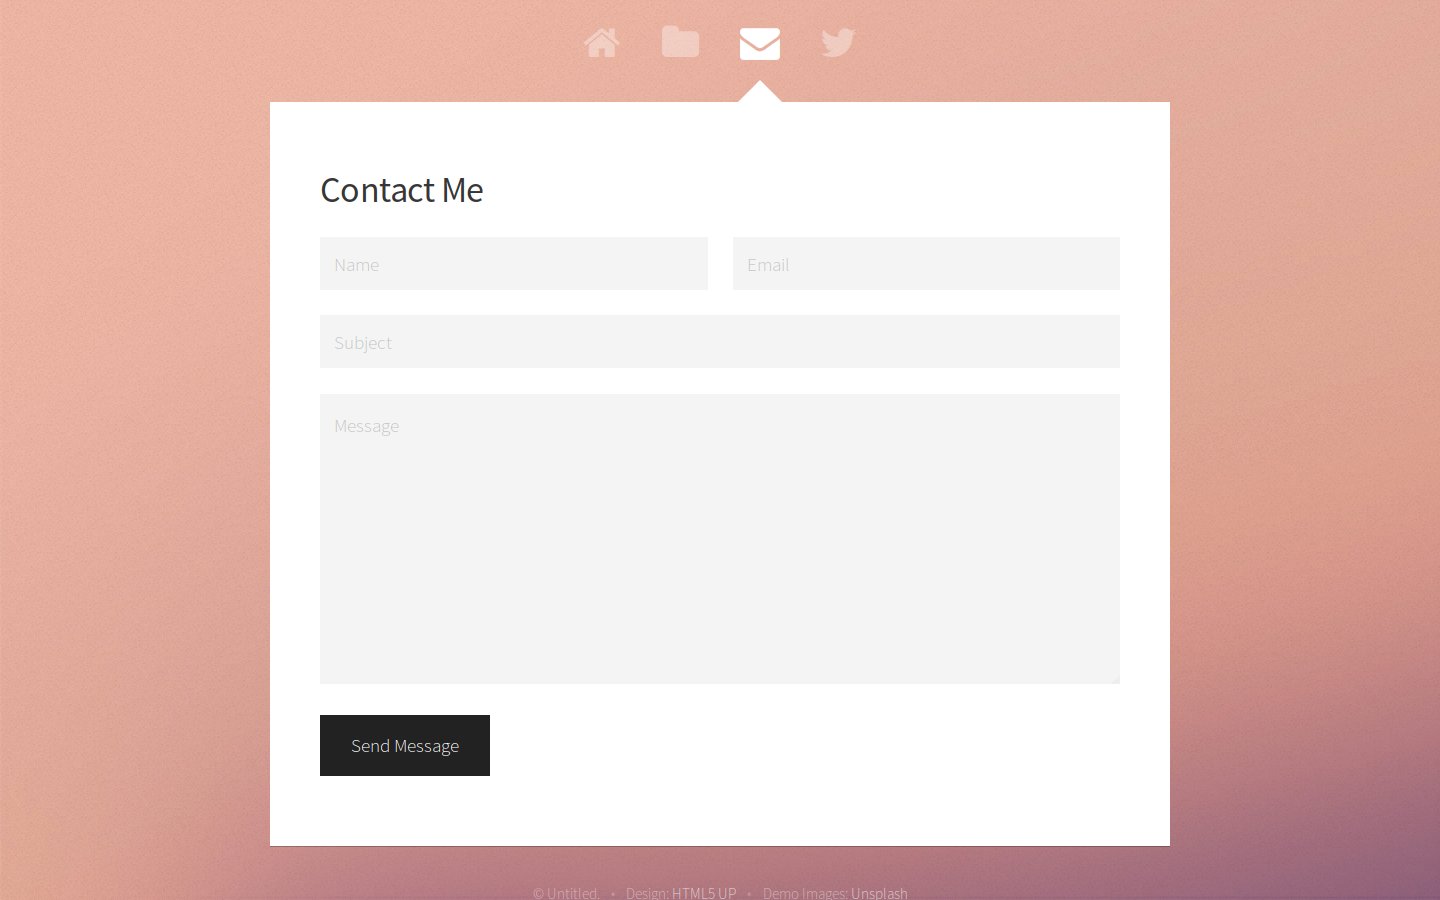 Contact Me
Name
Email
Subject
Message
Send Message
© Untitled. • Design: HTML5 UP • Demo Images: Unsplash